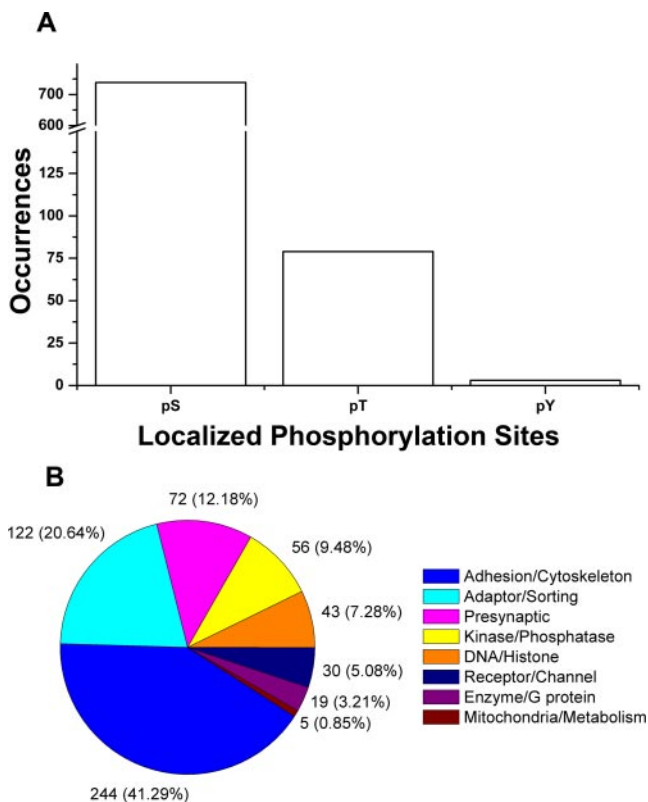 A
700
600
125
100
75
50
25
0
Occurrences
pS
pT
pY
Localized Phosphorylation Sites
B
72 (12.18%)
122 (20.64%)
56 (9.48%)
43 (7.28%)
30 (5.08%)
19 (3.21%)
5 (0.85%)
244 (41.29%)
Adhesion/Cytoskeleton
Adaptor/Sorting
Presynaptic
Kinase/Phosphatase
DNA/Histone
Receptor/Channel
Enzyme/G protein
Mitochondria/Metabolism